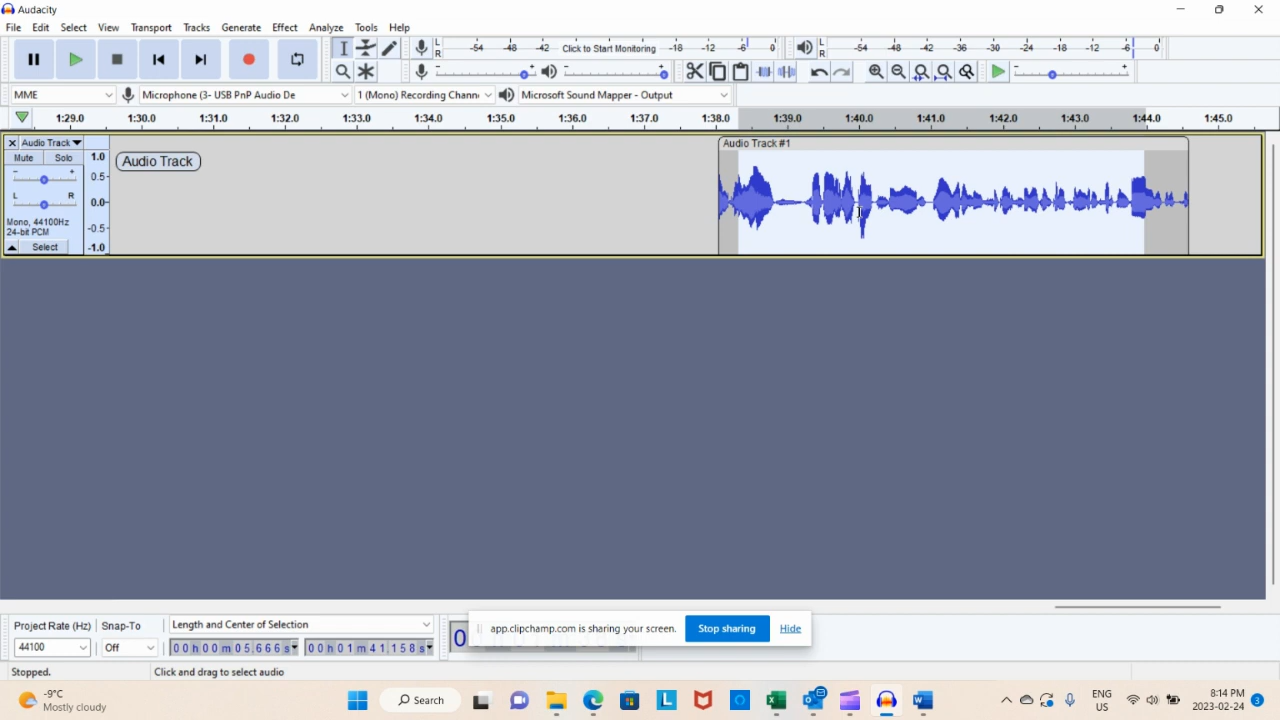 Audacity
File Edit Select View Transport Tracks Generate Effect Analyze Tools Help
L R -54 -48 -42 Click to Start Monitoring -18 -12 -6 0
L R -54 -48 -42 -36 -30 -24 -18 -12 -6 0
MME Microphone (3- USB PnP Audio De 1 (Mono) Recording Chann Microsoft Sound Mapper - Output
1:29.0 1:30.0 1:31.0 1:32.0 1:33.0 1:34.0 1:35.0 1:36.0 1:37.0 1:38.0 1:39.0 1:40.0 1:41.0 1:42.0 1:43.0 1:44.0 1:45.0
Audio Track
Audio Track #1
Mute Solo
1.0
Audio Track
0.5
L R
0.0
Mono, 44100Hz
24-bit PCM
-0.5
Select
-1.0
Project Rate (Hz) Snap-To Length and Center of Selection
44100 Off 00h00m05.666s 00h01m41.158s
app.clipchamp.com is sharing your screen. Stop sharing Hide
Stopped. Click and drag to select audio
-9°C
Mostly cloudy
Search
ENG
US
8:14 PM
2023-02-24
3